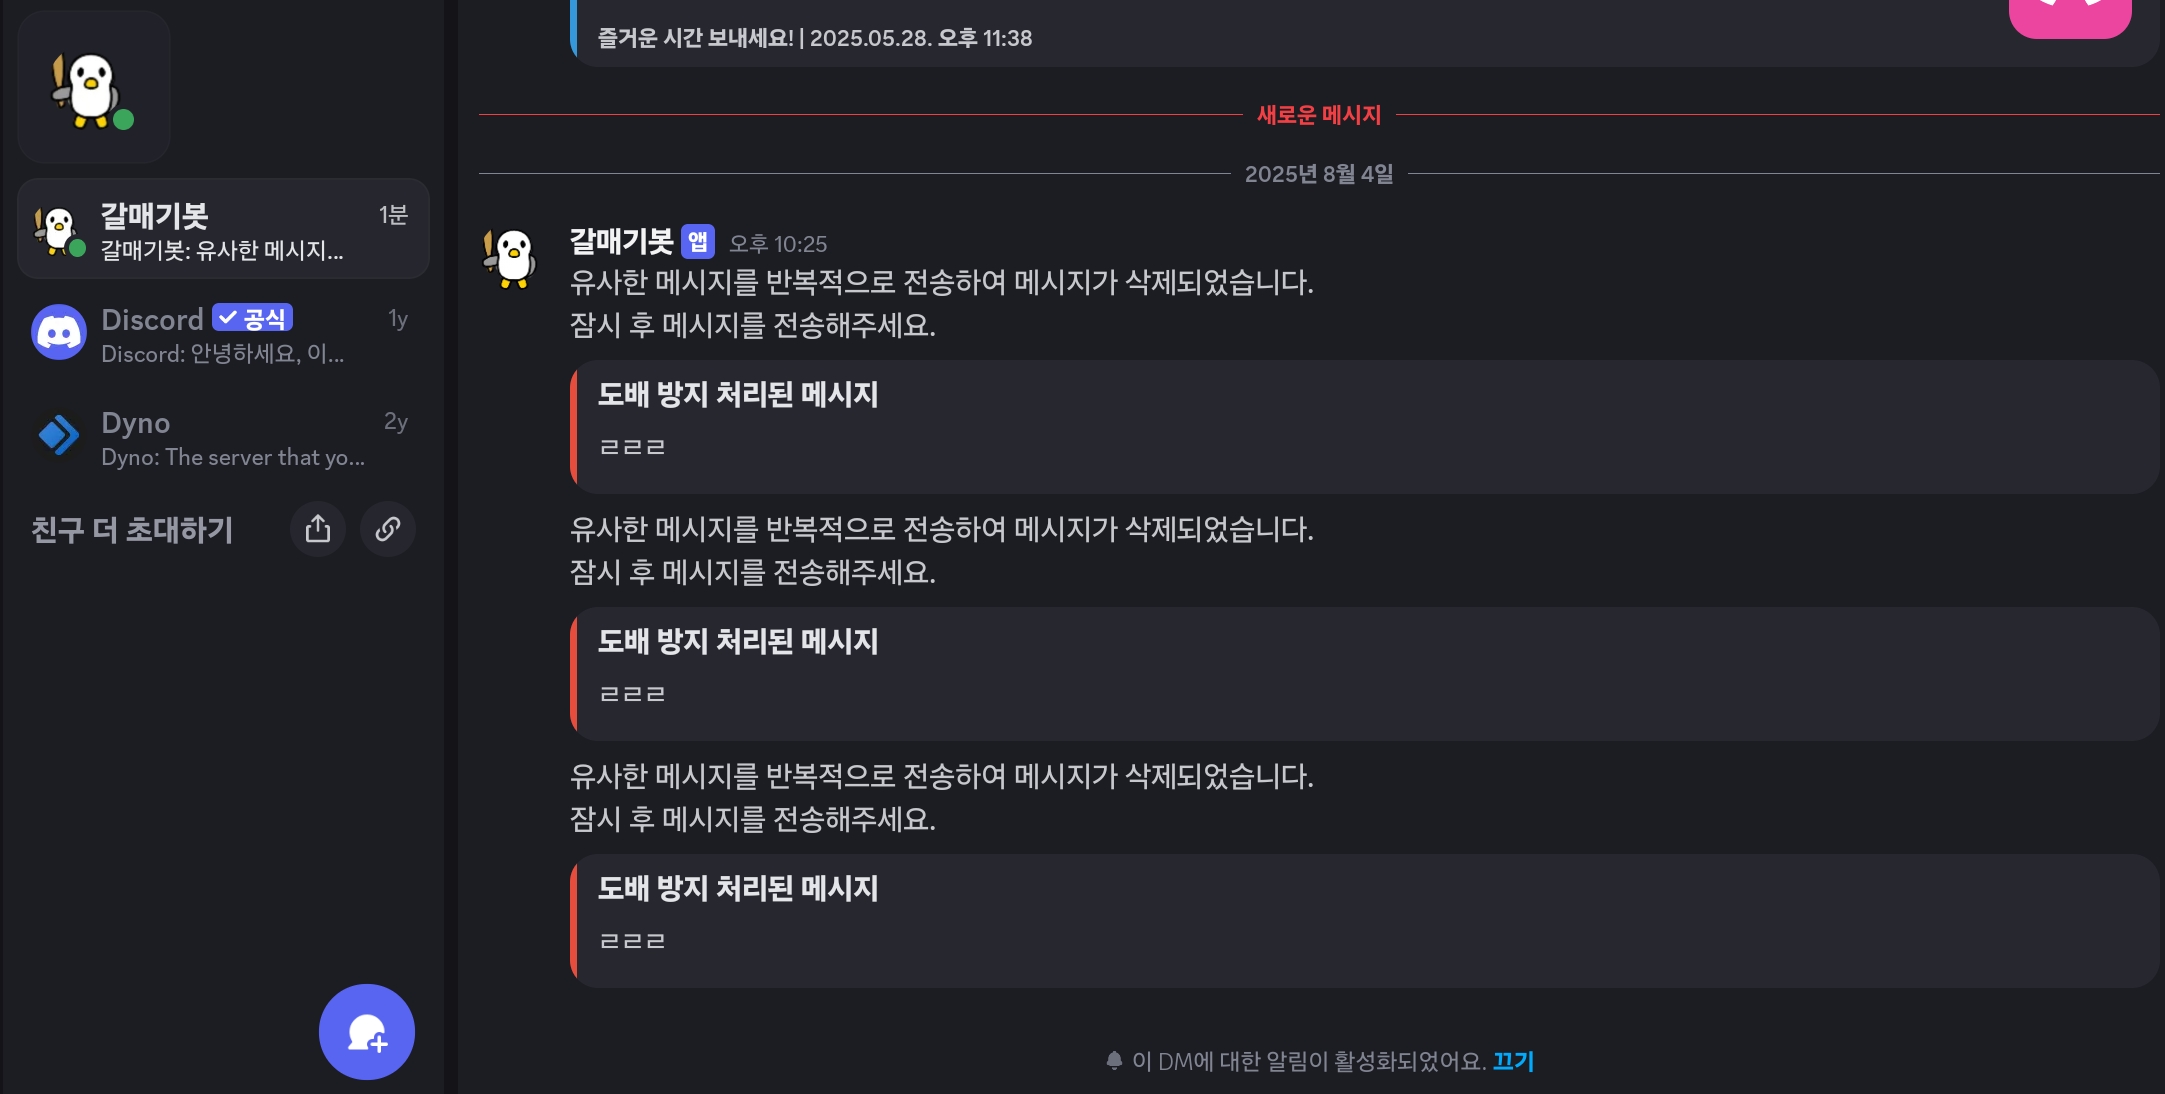 갈매기봇
1분
갈매기봇: 유사한 메시지...
Discord 공식
1y
Discord: 안녕하세요, 이...
Dyno
2y
Dyno: The server that yo...
친구 더 초대하기
즐거운 시간 보내세요! | 2025.05.28. 오후 11:38
새로운 메시지
2025년 8월 4일
갈매기봇 앱 오후 10:25
유사한 메시지를 반복적으로 전송하여 메시지가 삭제되었습니다.
잠시 후 메시지를 전송해주세요.
도배 방지 처리된 메시지
ㄹㄹㄹ
유사한 메시지를 반복적으로 전송하여 메시지가 삭제되었습니다.
잠시 후 메시지를 전송해주세요.
도배 방지 처리된 메시지
ㄹㄹㄹ
유사한 메시지를 반복적으로 전송하여 메시지가 삭제되었습니다.
잠시 후 메시지를 전송해주세요.
도배 방지 처리된 메시지
ㄹㄹㄹ
이 DM에 대한 알림이 활성화되었어요. 끄기